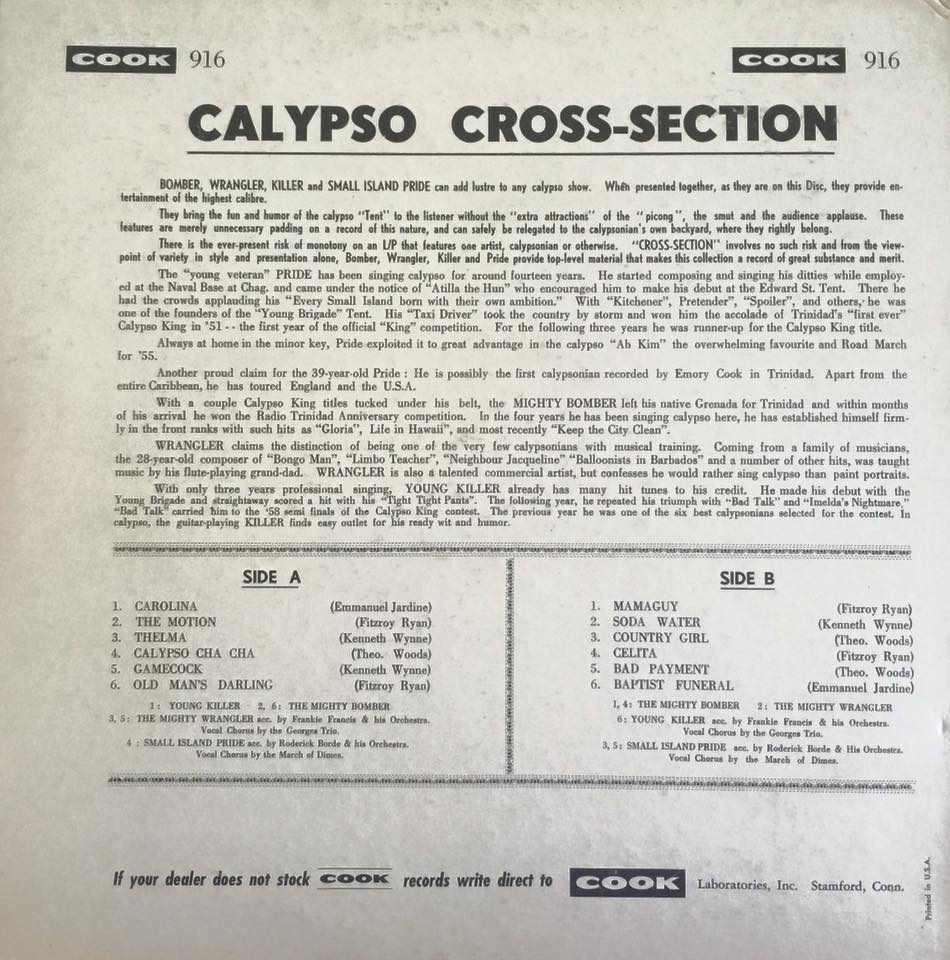 COOK 916 COOK 916
CALYPSO CROSS-SECTION
BOMBER, WRANGLER, KILLER and SMALL ISLAND PRIDE can add lustre to any calypso show. When presented together, as they are on this Disc, they provide en-
tertainment of the highest calibre.
They bring the fun and humor of the calypso "Tent" to the listener without the "extra attractions" of the "picong", the smut and the audience applause. These
features are merely unnecessary padding on a record of this nature, and can safely be relegated to the calypsonian's own backyard, where they rightly belong.
There is the ever-present risk of monotony on an L/P that features one artist, calypsonian or otherwise. "CROSS-SECTION" involves no such risk and from the view-
point of variety in style and presentation alone, Bomber, Wrangler, Killer and Pride provide top-level material that makes this collection a record of great substance and merit.
The "young veteran" PRIDE has been singing calypso for around fourteen years. He started composing and singing his ditties while employ-
ed at the Naval Base at Chag. and came under the notice of "Atilla the Hun" who encouraged him to make his debut at the Edward St. Tent. There he
had the crowds applauding his "Every Small Island born with their own ambition." With "Kitchener", Pretender", "Spoiler", and others, he was
one of the founders of the "Young Brigade" Tent. His "Taxi Driver" took the country by storm and won him the accolade of Trinidad's "first ever"
Calypso King in '51 - - the first year of the official "King" competition. For the following three years he was runner-up for the Calypso King title.
Always at home in the minor key, Pride exploited it to great advantage in the calypso "Ah Kim" the overwhelming favourite and Road March
for '55.
Another proud claim for the 39-year-old Pride : He is possibly the first calypsonian recorded by Emory Cook in Trinidad. Apart from the
entire Caribbean, he has toured England and the U.S.A.
With a couple Calypso King titles tucked under his belt, the MIGHTY BOMBER left his native Grenada for Trinidad and within months
of his arrival he won the Radio Trinidad Anniversary competition. In the four years he has been singing calypso here, he has established himself firm-
ly in the front ranks with such hits as "Gloria", Life in Hawaii", and most recently "Keep the City Clean".
WRANGLER claims the distinction of being one of the very few calypsonians with musical training. Coming from a family of musicians,
the 28-year-old composer of "Bongo Man", "Limbo Teacher", "Neighbour Jacqueline" "Balloonists in Barbados" and a number of other hits, was taught
music by his flute-playing grand-dad. WRANGLER is also a talented commercial artist, but confesses he would rather sing calypso than paint portraits.
With only three years professional singing, YOUNG KILLER already has many hit tunes to his credit. He made his debut with the
Young Brigade and straightaway scored a hit with his "Tight Tight Pants". The following year, he repeated his triumph with "Bad Talk" and "Imelda's Nightmare."
"Bad Talk" carried him to the '58 semi finals of the Calypso King contest. The previous year he was one of the six best calypsonians selected for the contest. In
calypso, the guitar-playing KILLER finds easy outlet for his ready wit and humor.
SIDE A
1. CAROLINA (Emmanuel Jardine)
2. THE MOTION (Fitzroy Ryan)
3. THELMA (Kenneth Wynne)
4. CALYPSO CHA CHA (Theo. Woods)
5. GAMECOCK (Kenneth Wynne)
6. OLD MAN'S DARLING (Fitzroy Ryan)
1 : YOUNG KILLER 2, 6: THE MIGHTY BOMBER
3, 5: THE MIGHTY WRANGLER acc. by Frankie Francis & his Orchestra.
Vocal Chorus by the Georges Trio.
4 : SMALL ISLAND PRIDE acc. by Roderick Borde & his Orchestra.
Vocal Chorus by the March of Dimes.
SIDE B
1. MAMAGUY (Fitzroy Ryan)
2. SODA WATER (Kenneth Wynne)
3. COUNTRY GIRL (Theo. Woods)
4. CELITA (Fitzroy Ryan)
5. BAD PAYMENT (Theo. Woods)
6. BAPTIST FUNERAL (Emmanuel Jardine)
1, 4: THE MIGHTY BOMBER 2 : THE MIGHTY WRANGLER
6: YOUNG KILLER acc. by Frankie Francis & his Orchestra.
Vocal Chorus by the Georges Trio.
3, 5: SMALL ISLAND PRIDE acc. by Roderick Borde & His Orchestra.
Vocal Chorus by the March of Dimes.
If your dealer does not stock COOK records write direct to COOK Laboratories, Inc. Stamford, Conn.
Printed in U.S.A.